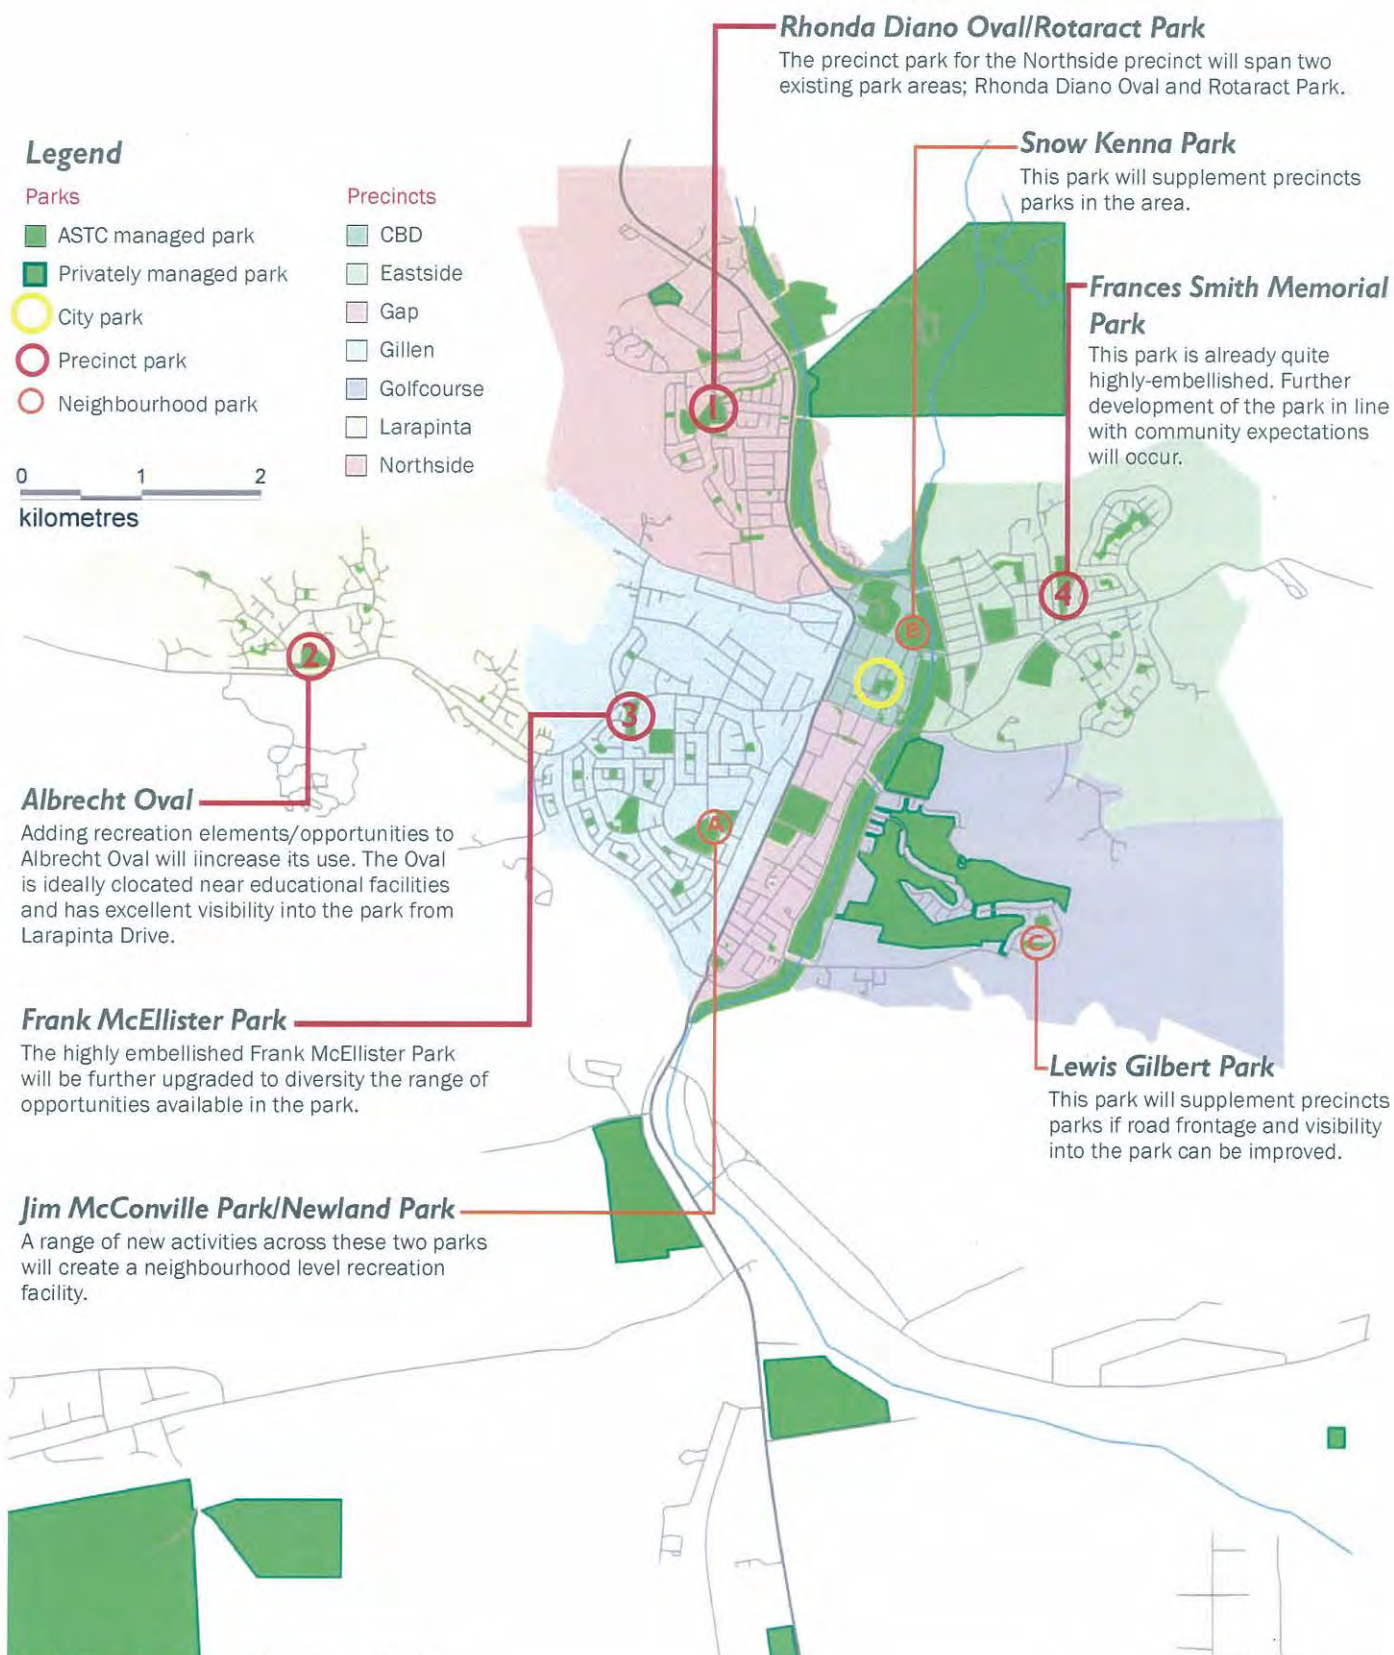 Rhonda Diano Oval/Rotaract Park
The precinct park for the Northside precinct will span two
existing park areas; Rhonda Diano Oval and Rotaract Park.
Snow Kenna Park
This park will supplement precincts
parks in the area.
Legend
Parks
ASTC managed park
Privately managed park
City park
Precinct park
Neighbourhood park
0 1 2
kilometres
Precincts
CBD
Eastside
Gap
Gillen
Golfcourse
Larapinta
Northside
Frances Smith Memorial
Park
This park is already quite
highly-embellished. Further
development of the park in line
with community expectations
will occur.
1
4
B
2
3
A
C
Albrecht Oval
Adding recreation elements/opportunities to
Albrecht Oval will iincrease its use. The Oval
is ideally clocated near educational facilities
and has excellent visibility into the park from
Larapinta Drive.
Frank McEllister Park
The highly embellished Frank McEllister Park
will be further upgraded to diversity the range of
opportunities available in the park.
Lewis Gilbert Park
This park will supplement precincts
parks if road frontage and visibility
into the park can be improved.
Jim McConville Park/Newland Park
A range of new activities across these two parks
will create a neighbourhood level recreation
facility.